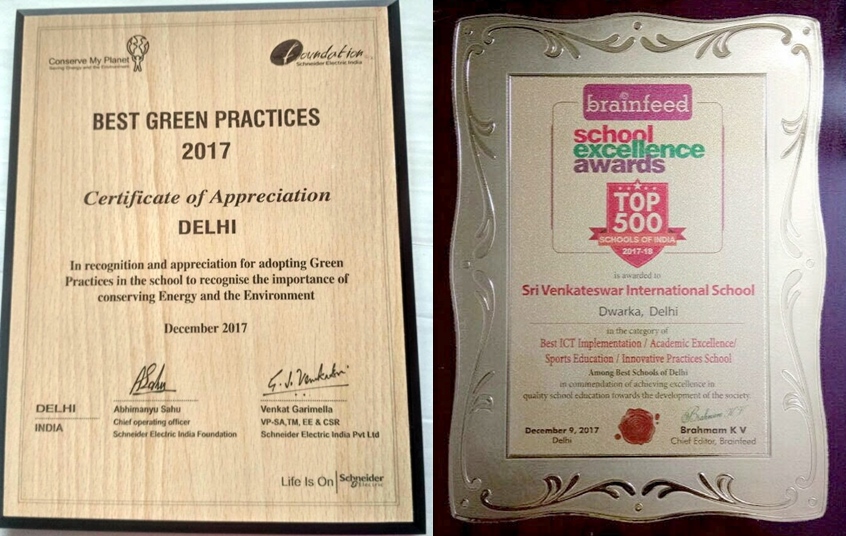 Conserve My Planet
Saving Energy and the Environment
Foundation
Schneider Electric India
BEST GREEN PRACTICES
2017
Certificate of Appreciation
DELHI
In recognition and appreciation for adopting Green
Practices in the school to recognise the importance of
conserving Energy and the Environment
December 2017
DELHI
INDIA
Abhimanyu Sahu
Chief operating officer
Schneider Electric India Foundation
G. V. Venkatr
Venkat Garimella
VP-SA,TM, EE & CSR
Schneider Electric India Pvt Ltd
Life Is On | Schneider
Electric
brainfeed
school
excellence
awards
TOP
500
SCHOOLS OF INDIA
2017-18
is awarded to
Sri Venkateswar International School
Dwarka, Delhi
in the category of
Best ICT Implementation / Academic Excellence/
Sports Education / Innovative Practices School
Among Best Schools of Delhi
in commendation of achieving excellence in
quality school education towards the development of the society.
December 9, 2017
Delhi
Brahmam K V
Brahmam K V
Chief Editor, Brainfeed